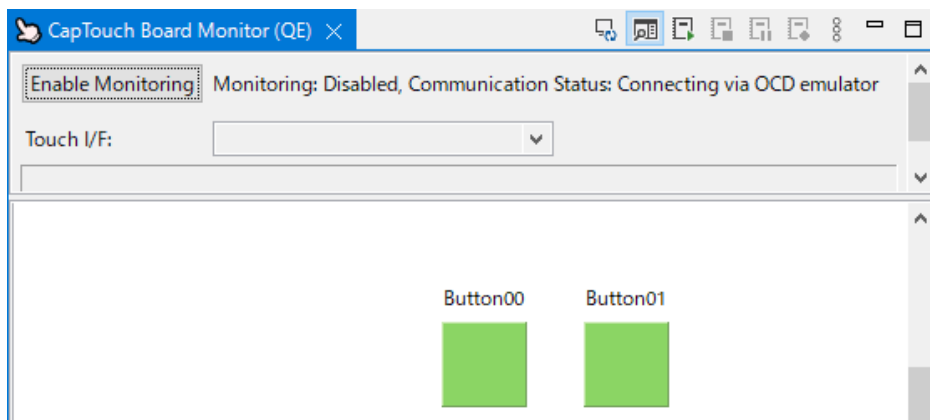 CapTouch Board Monitor (QE)
Enable Monitoring Monitoring: Disabled, Communication Status: Connecting via OCD emulator
Touch I/F:
Button00 Button01